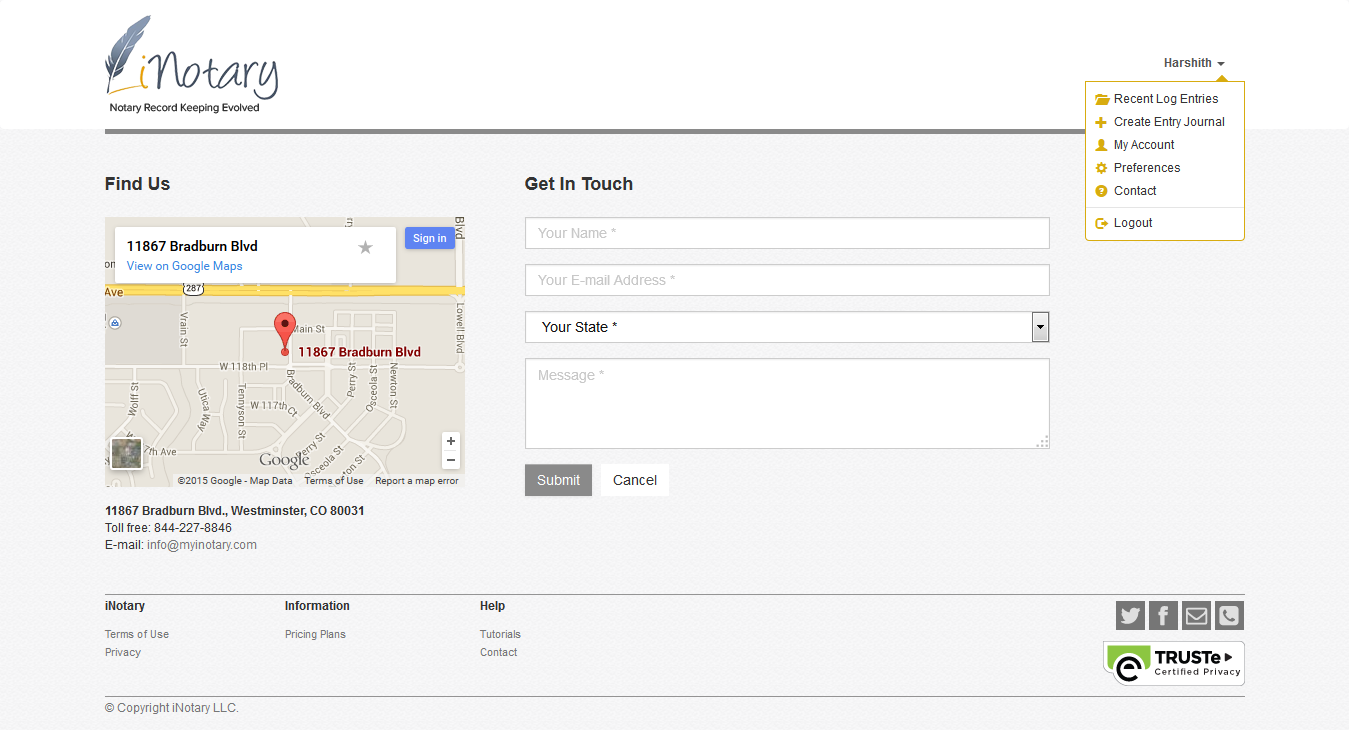 iNotary
Notary Record Keeping Evolved
Harshith
Recent Log Entries
Create Entry Journal
My Account
Preferences
Contact
Logout
Find Us
11867 Bradburn Blvd
View on Google Maps
Sign in
Blvd
Ave
287
Vrain St
Main St
Lowell Blvd
11867 Bradburn Blvd
W 118th Pl
Wolff St
Utica Way
Tennyson St
Bradburn Blvd
W 117th Ct
Perry St
Osceola St
Newton St
7th Ave
Perry St
Osceola St
Newton St
+
−
Google
©2015 Google - Map Data Terms of Use Report a map error
11867 Bradburn Blvd., Westminster, CO 80031
Toll free: 844-227-8846
E-mail: info@myinotary.com
Get In Touch
Your Name *
Your E-mail Address *
Your State *
Message *
Submit Cancel
iNotary
Terms of Use
Privacy
Information
Pricing Plans
Help
Tutorials
Contact
TRUSTe
Certified Privacy
© Copyright iNotary LLC.